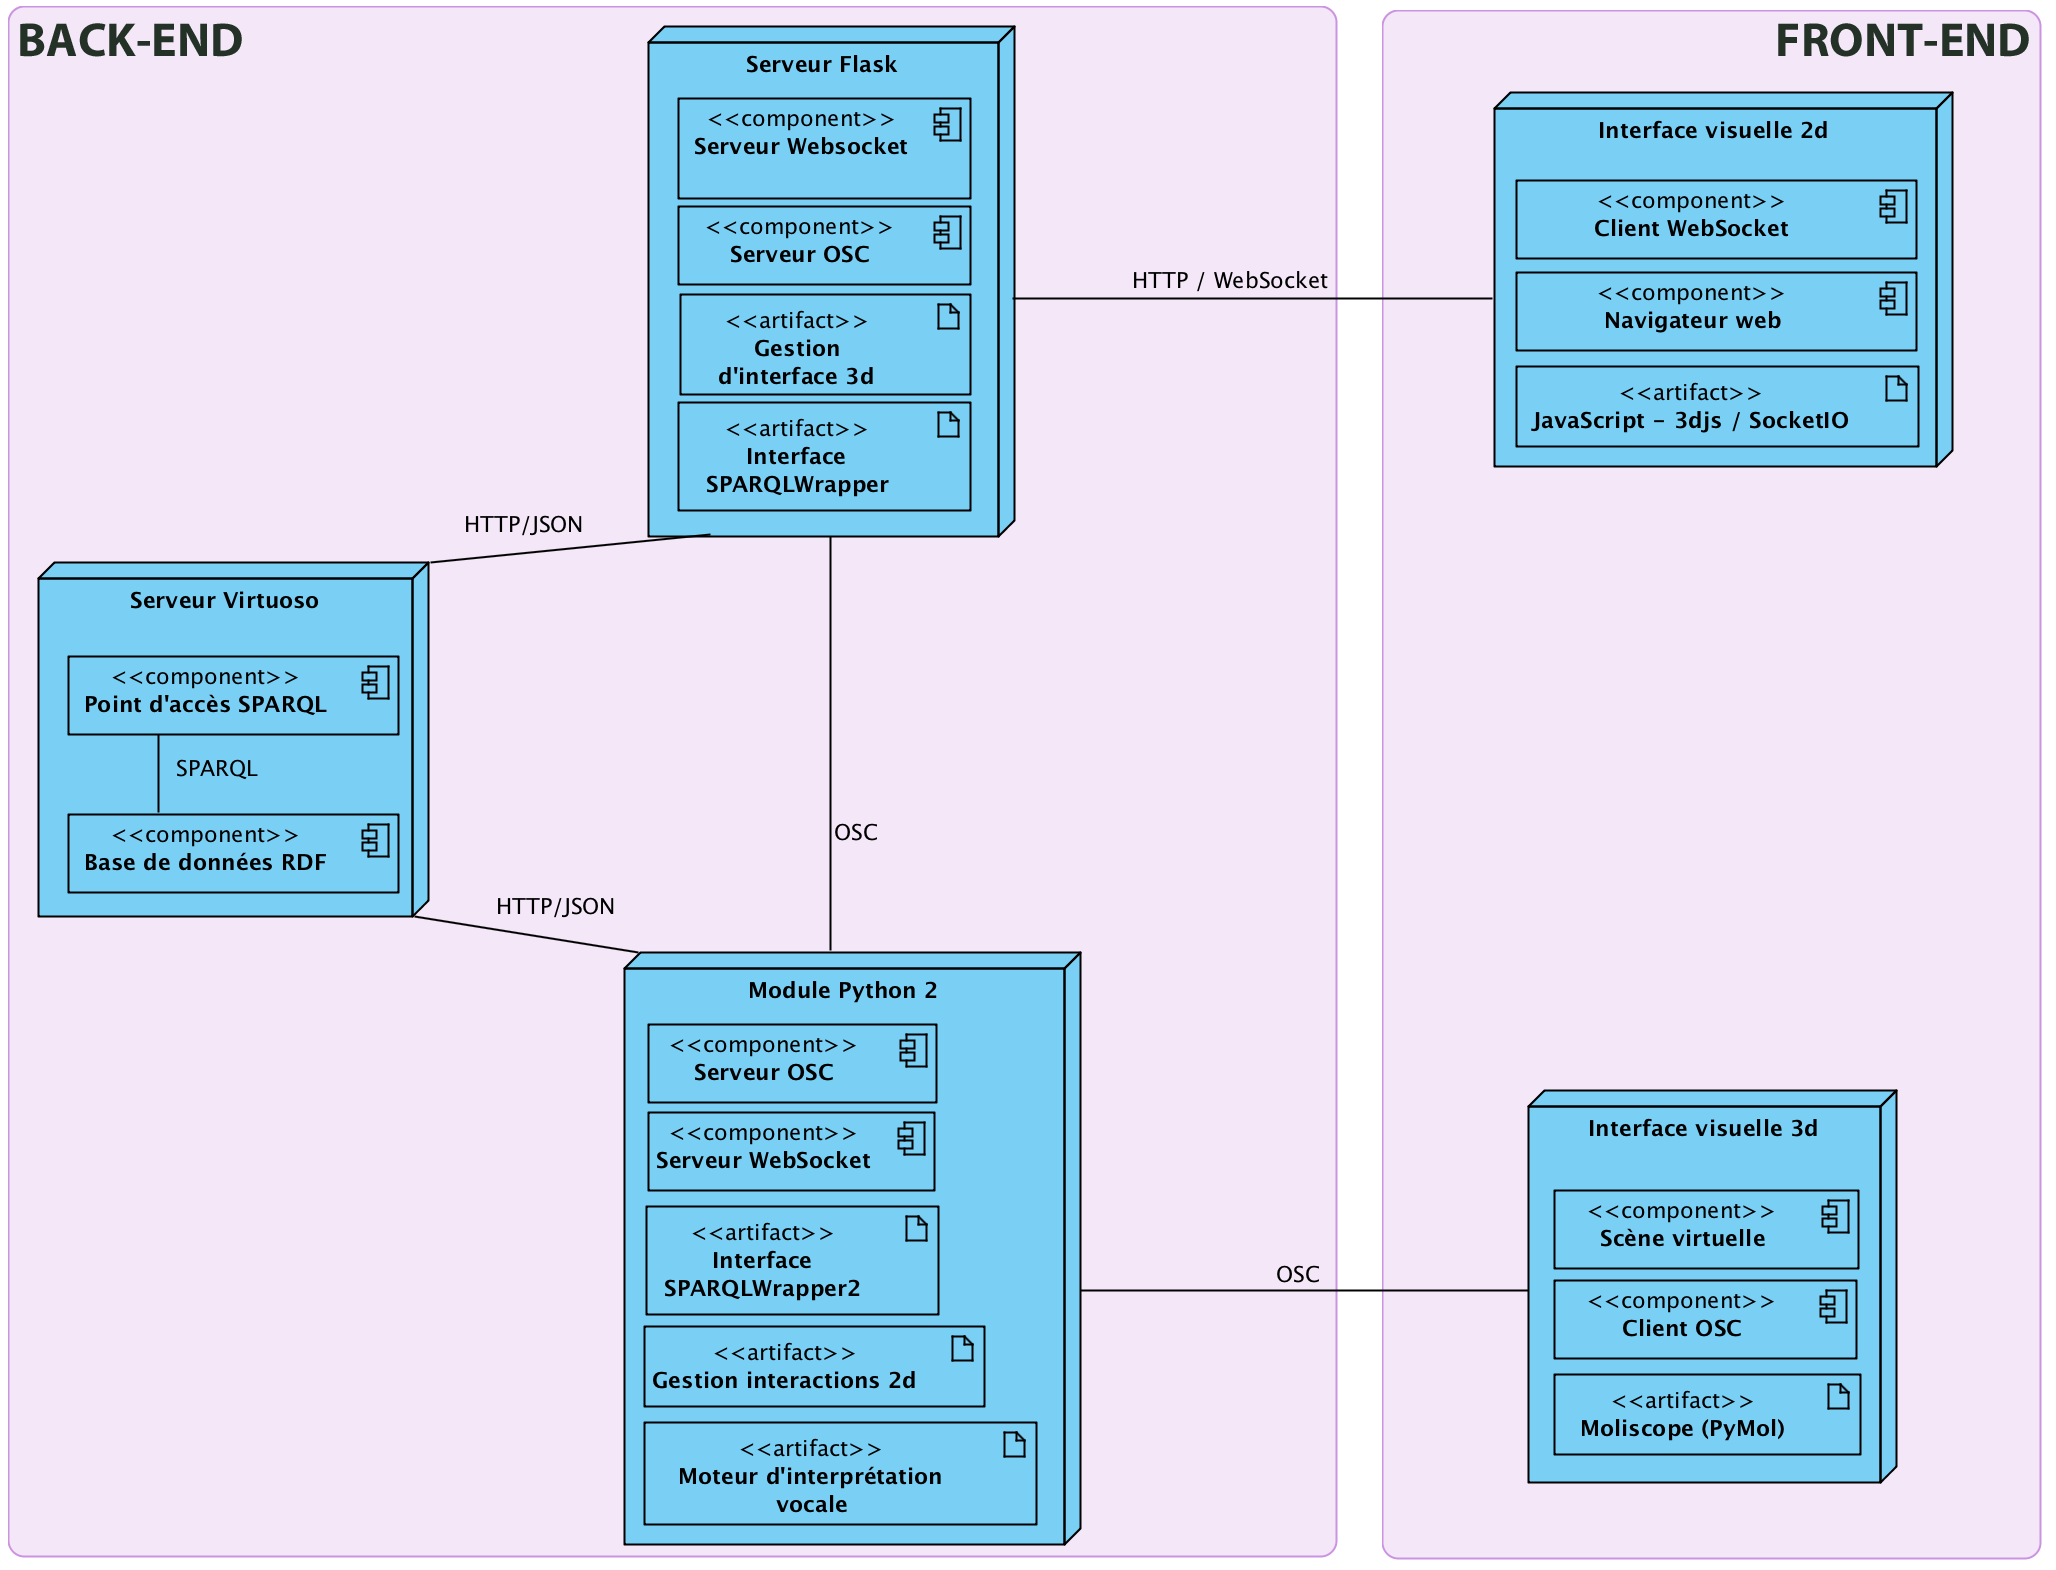 BACK-END
Serveur Flask
<<component>>
Serveur Websocket
<<component>>
Serveur OSC
<<artifact>>
Gestion
d'interface 3d
<<artifact>>
Interface
SPARQLWrapper
HTTP/JSON
Serveur Virtuoso
<<component>>
Point d'accès SPARQL
SPARQL
<<component>>
Base de données RDF
HTTP/JSON
OSC
Module Python 2
<<component>>
Serveur OSC
<<component>>
Serveur WebSocket
<<artifact>>
Interface
SPARQLWrapper2
<<artifact>>
Gestion interactions 2d
<<artifact>>
Moteur d'interprétation
vocale
HTTP / WebSocket
OSC
FRONT-END
Interface visuelle 2d
<<component>>
Client WebSocket
<<component>>
Navigateur web
<<artifact>>
JavaScript - 3djs / SocketIO
Interface visuelle 3d
<<component>>
Scène virtuelle
<<component>>
Client OSC
<<artifact>>
Moliscope (PyMol)